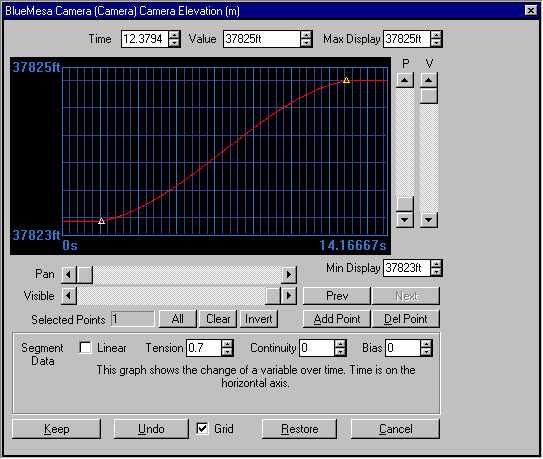 BlueMesa Camera (Camera) Camera Elevation (m)
Time 12.3794 Value 37825ft Max Display 37825ft
P V
37825ft
37823ft
0s 14.16667s
Min Display 37823ft
Pan
Visible
Prev Next
Selected Points 1 All Clear Invert Add Point Del Point
Segment Data Linear Tension 0.7 Continuity 0 Bias 0
This graph shows the change of a variable over time. Time is on the
horizontal axis.
Keep Undo Grid Restore Cancel